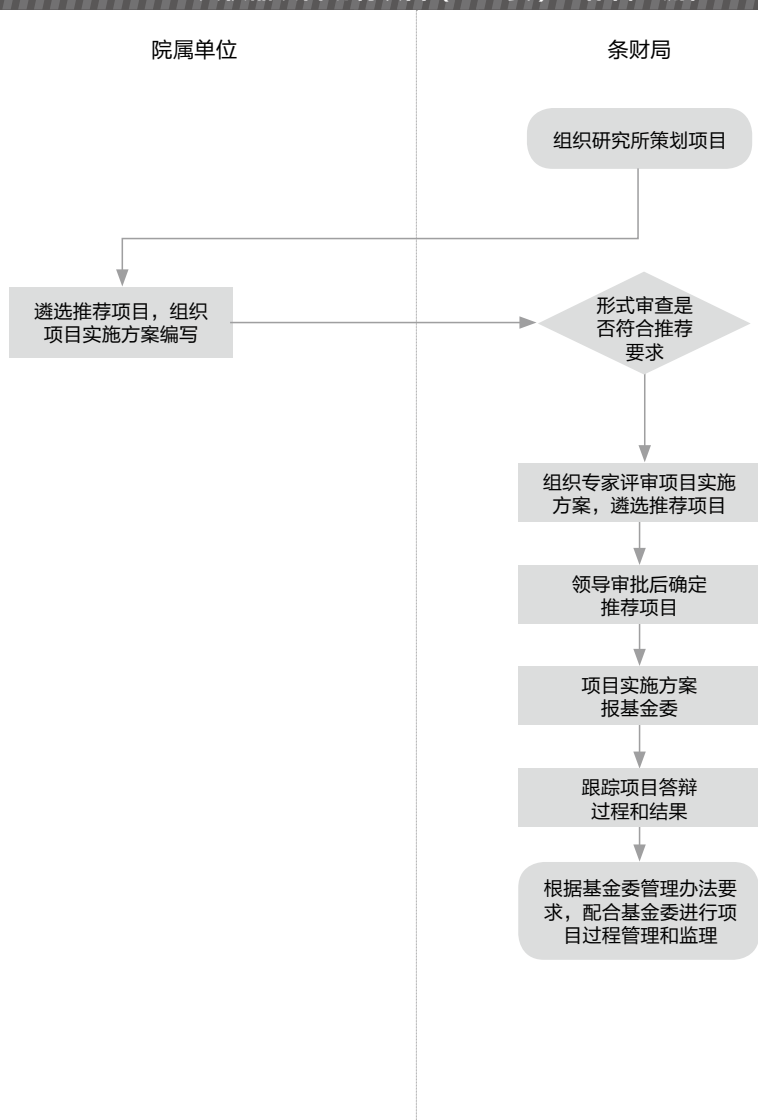 院属单位
条财局
组织研究所策划项目
遴选推荐项目，组织
项目实施方案编写
形式审查是
否符合推荐
要求
组织专家评审项目实施
方案，遴选推荐项目
领导审批后确定
推荐项目
项目实施方案
报基金委
跟踪项目答辩
过程和结果
根据基金委管理办法要
求，配合基金委进行项
目过程管理和监理